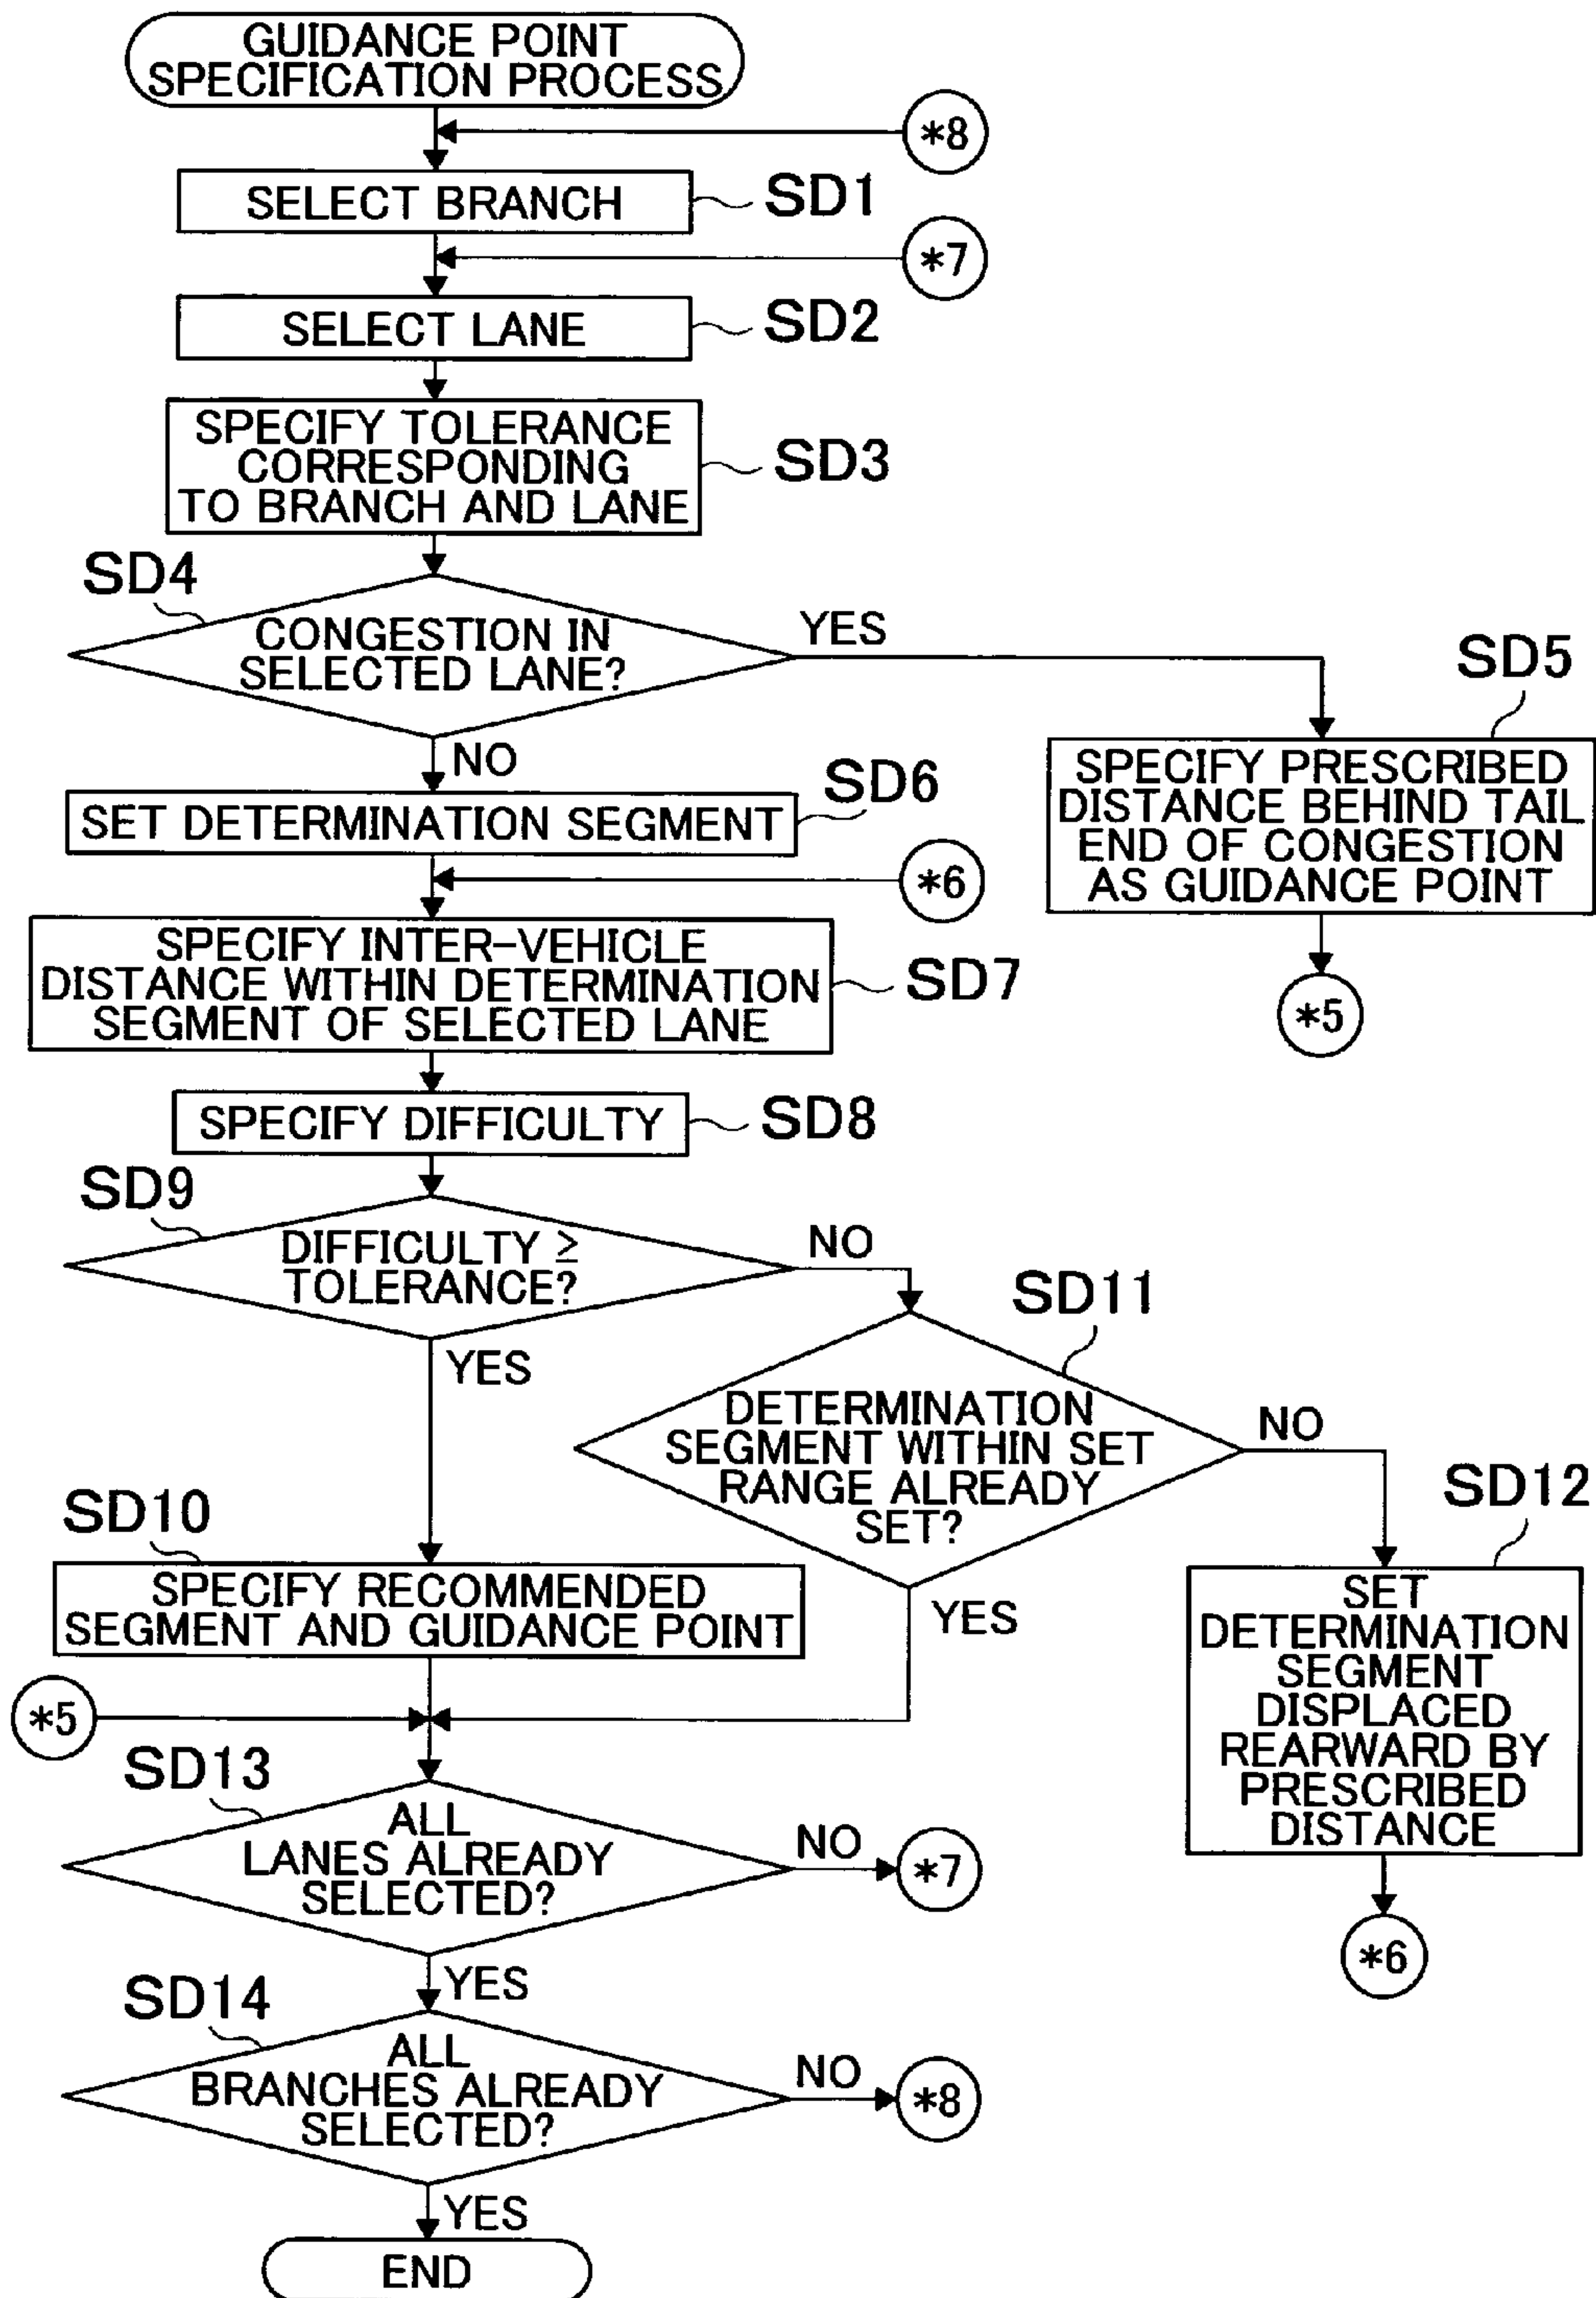 GUIDANCE POINT
SPECIFICATION PROCESS
*8
SELECT BRANCH
SD1
*7
SELECT LANE
SD2
SPECIFY TOLERANCE
CORRESPONDING
TO BRANCH AND LANE
SD3
SD4
CONGESTION IN
SELECTED LANE?
YES
NO
SD5
SPECIFY PRESCRIBED
DISTANCE BEHIND TAIL
END OF CONGESTION
AS GUIDANCE POINT
*5
SD6
SET DETERMINATION SEGMENT
*6
SPECIFY INTER-VEHICLE
DISTANCE WITHIN DETERMINATION
SEGMENT OF SELECTED LANE
SD7
SPECIFY DIFFICULTY
SD8
SD9
DIFFICULTY ≥
TOLERANCE?
NO
YES
SD11
DETERMINATION
SEGMENT WITHIN SET
RANGE ALREADY
SET?
NO
YES
SD12
SET
DETERMINATION
SEGMENT
DISPLACED
REARWARD BY
PRESCRIBED
DISTANCE
*6
SD10
SPECIFY RECOMMENDED
SEGMENT AND GUIDANCE POINT
*5
SD13
ALL
LANES ALREADY
SELECTED?
NO
*7
YES
SD14
ALL
BRANCHES ALREADY
SELECTED?
NO
*8
YES
END